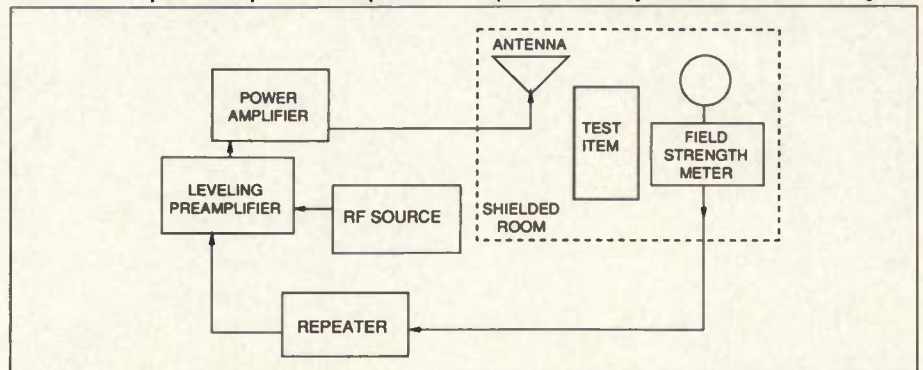 ANTENNA
POWER
AMPLIFIER
TEST
ITEM
FIELD
STRENGTH
METER
LEVELING
PREAMPLIFIER
RF SOURCE
SHIELDED
ROOM
REPEATER